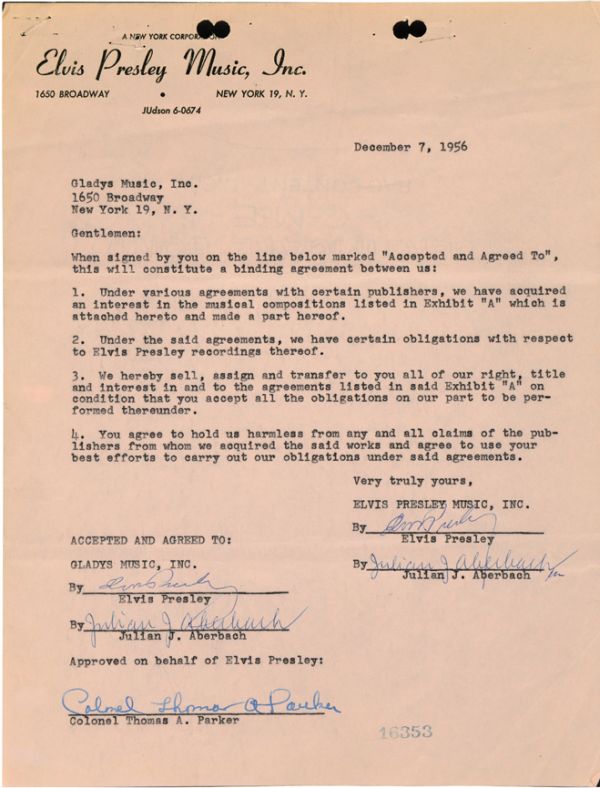 A NEW YORK CORPORATION
Elvis Presley Music, Inc.
1650 BROADWAY • NEW YORK 19, N. Y.
JUdson 6-0674
December 7, 1956
Gladys Music, Inc.
1650 Broadway
New York 19, N. Y.
Gentlemen:
When signed by you on the line below marked "Accepted and Agreed To",
this will constitute a binding agreement between us:
1. Under various agreements with certain publishers, we have acquired
an interest in the musical compositions listed in Exhibit "A" which is
attached hereto and made a part hereof.
2. Under the said agreements, we have certain obligations with respect
to Elvis Presley recordings thereof.
3. We hereby sell, assign and transfer to you all of our right, title
and interest in and to the agreements listed in said Exhibit "A" on
condition that you accept all the obligations on our part to be per-
formed thereunder.
4. You agree to hold us harmless from any and all claims of the pub-
lishers from whom we acquired the said works and agree to use your
best efforts to carry out our obligations under said agreements.
Very truly yours,
ELVIS PRESLEY MUSIC, INC.
By Elvis Presley
Elvis Presley
By Julian J Aberbach
Julian J. Aberbach
ACCEPTED AND AGREED TO:
GLADYS MUSIC, INC.
By Elvis Presley
Elvis Presley
By Julian J Aberbach
Julian J. Aberbach
Approved on behalf of Elvis Presley:
Colonel Thomas A Parker
Colonel Thomas A. Parker
16353